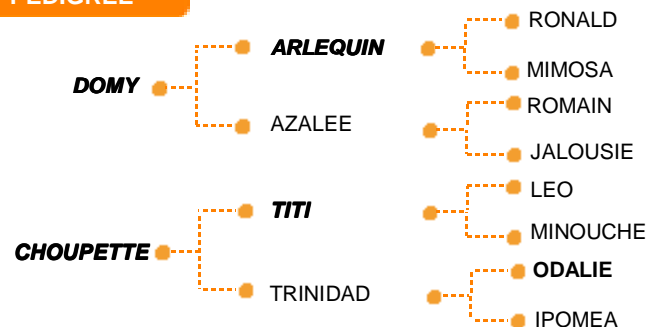 PEDIGREE
RONALD
ARLEQUIN
MIMOSA
DOMY
ROMAIN
AZALEE
JALOUSIE
LEO
TITI
MINOUCHE
CHOUPETTE
ODALIE
TRINIDAD
IPOMEA